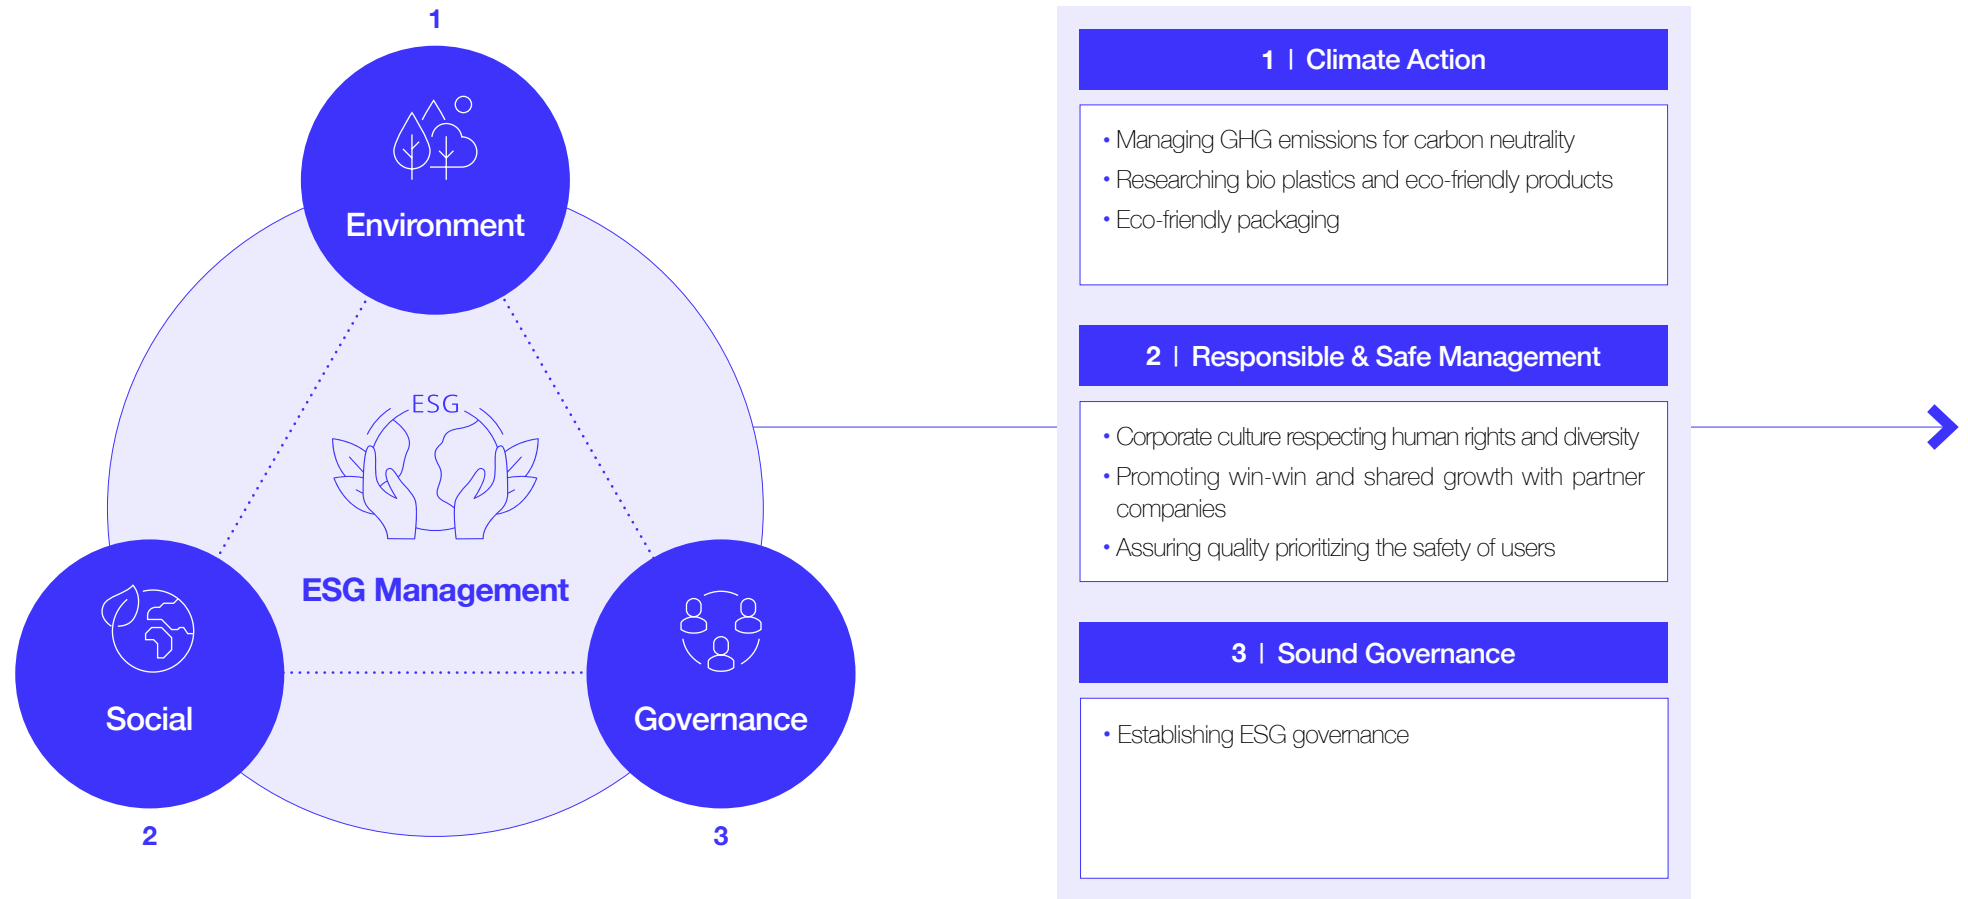 1
Environment
ESG
ESG Management
Social
Governance
2
3
1 | Climate Action
• Managing GHG emissions for carbon neutrality
• Researching bio plastics and eco-friendly products
• Eco-friendly packaging
2 | Responsible & Safe Management
• Corporate culture respecting human rights and diversity
• Promoting win-win and shared growth with partner
companies
• Assuring quality prioritizing the safety of users
3 | Sound Governance
• Establishing ESG governance